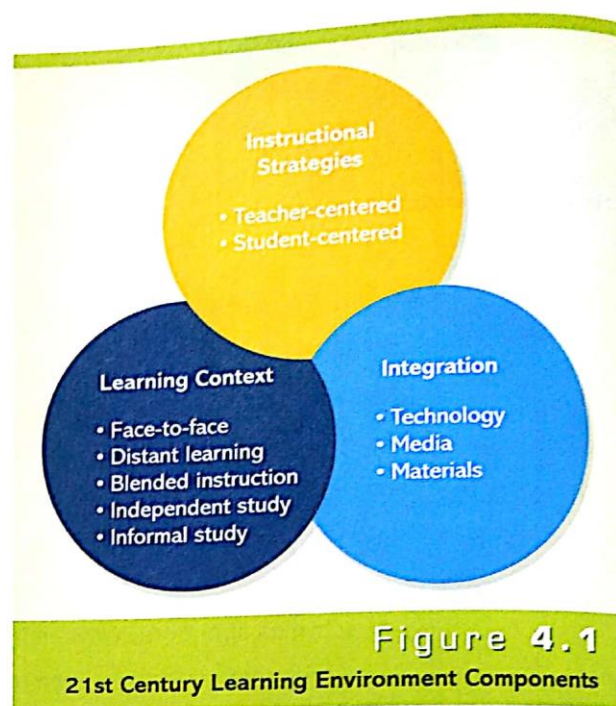 Instructional
Strategies
• Teacher-centered
• Student-centered
Learning Context
• Face-to-face
• Distant learning
• Blended instruction
• Independent study
• Informal study
Integration
• Technology
• Media
• Materials
Figure 4.1
21st Century Learning Environment Components